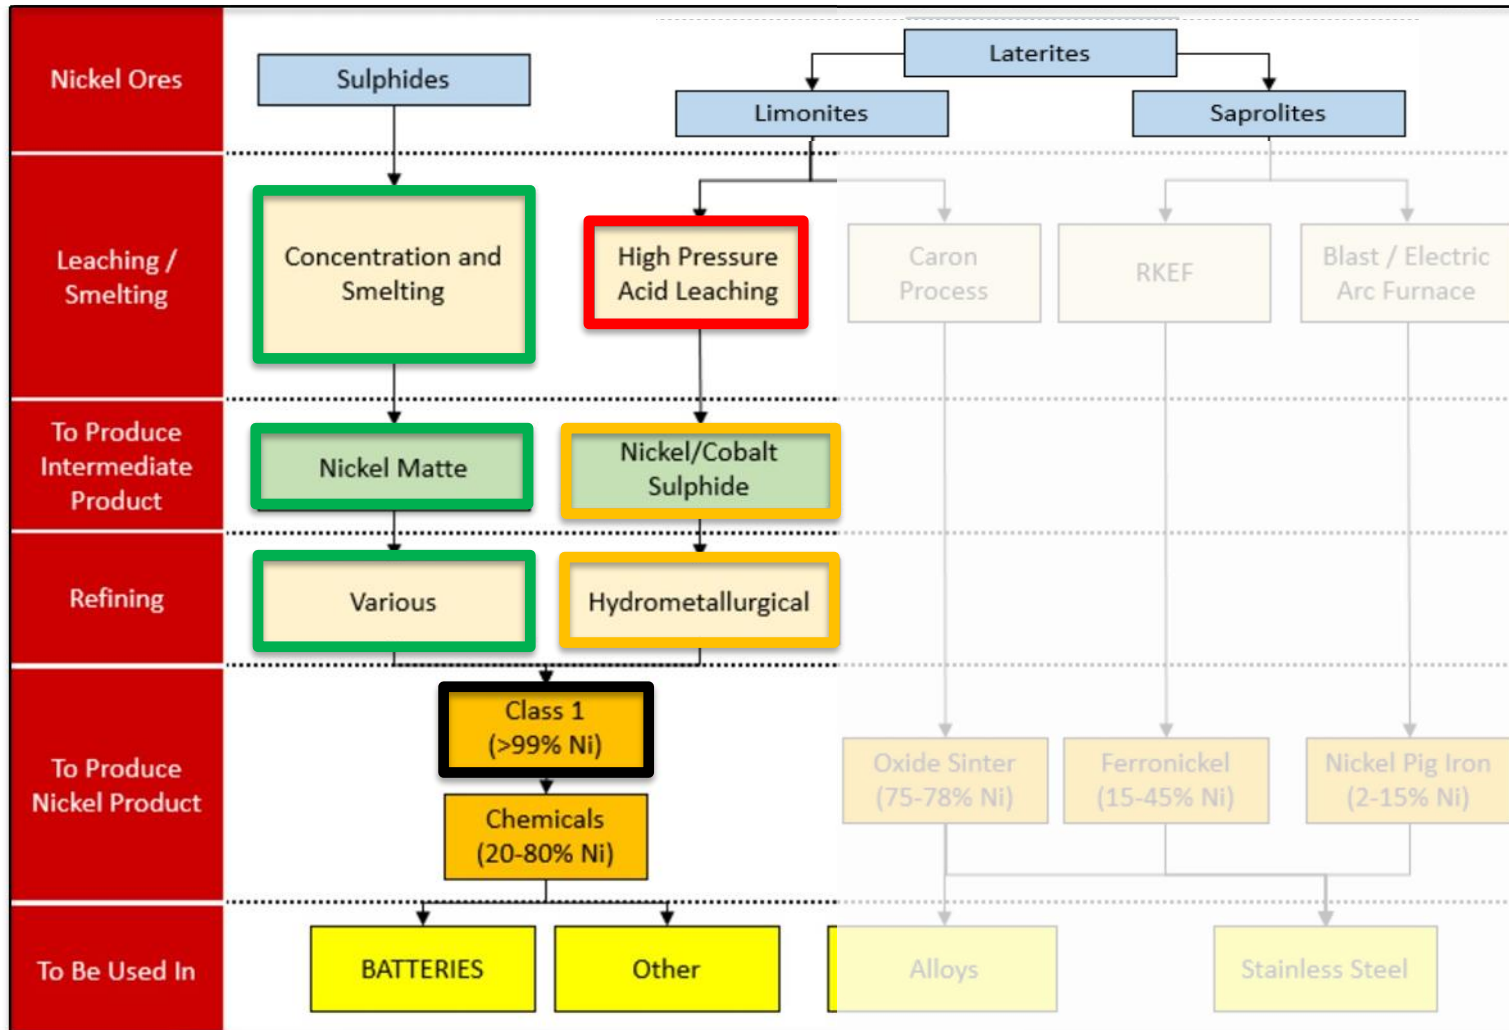 Nickel Ores
Sulphides
Laterites
Limonites
Saprolites
Leaching /
Smelting
Concentration and
Smelting
High Pressure
Acid Leaching
Caron
Process
RKEF
Blast / Electric
Arc Furnace
To Produce
Intermediate
Product
Nickel Matte
Nickel/Cobalt
Sulphide
Refining
Various
Hydrometallurgical
To Produce
Nickel Product
Class 1
(>99% Ni)
Chemicals
(20-80% Ni)
Oxide Sinter
(75-78% Ni)
Ferronickel
(15-45% Ni)
Nickel Pig Iron
(2-15% Ni)
To Be Used In
BATTERIES
Other
Alloys
Stainless Steel